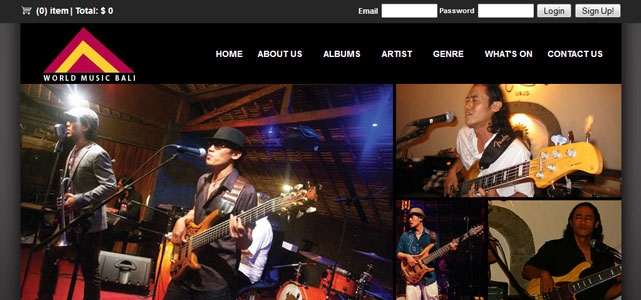 (0) item | Total: $ 0
Email Password Login Sign Up!
WORLD MUSIC BALI
HOME ABOUT US ALBUMS ARTIST GENRE WHAT'S ON CONTACT US